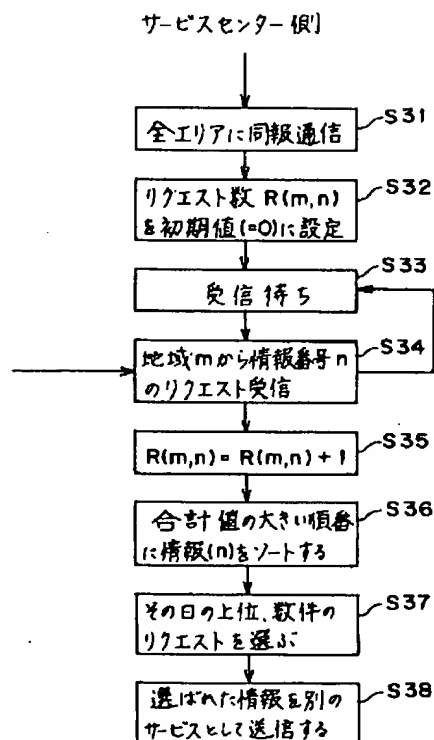 サービスセンター側
S31
全エリアに同報通信
S32
リクエスト数 R(m,n)
を初期値(=0)に設定
S33
受信待ち
S34
地域mから情報番号n
のリクエスト受信
S35
R(m,n)= R(m,n)+1
S36
合計値の大きい順番
に情報(n)をソートする
S37
その日の上位、数件の
リクエストを選ぶ
S38
選ばれた情報を別の
サービスとして送信する